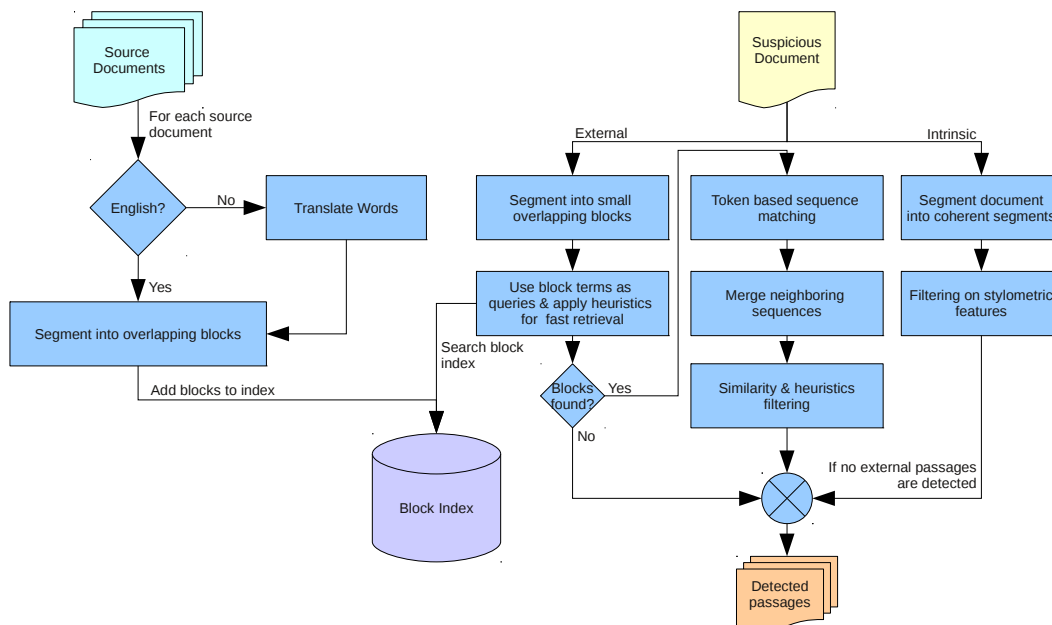 Source
Documents
For each source
document
English?
No
Translate Words
Yes
Segment into overlapping blocks
Add blocks to index
Block Index
Suspicious
Document
External
Intrinsic
Segment into small
overlapping blocks
Use block terms as
queries & apply heuristics
for fast retrieval
Search block
index
Blocks
found?
Yes
No
Token based sequence
matching
Merge neighboring
sequences
Similarity & heuristics
filtering
Segment document
into coherent segments
Filtering on stylometric
features
If no external passages
are detected
Detected
passages